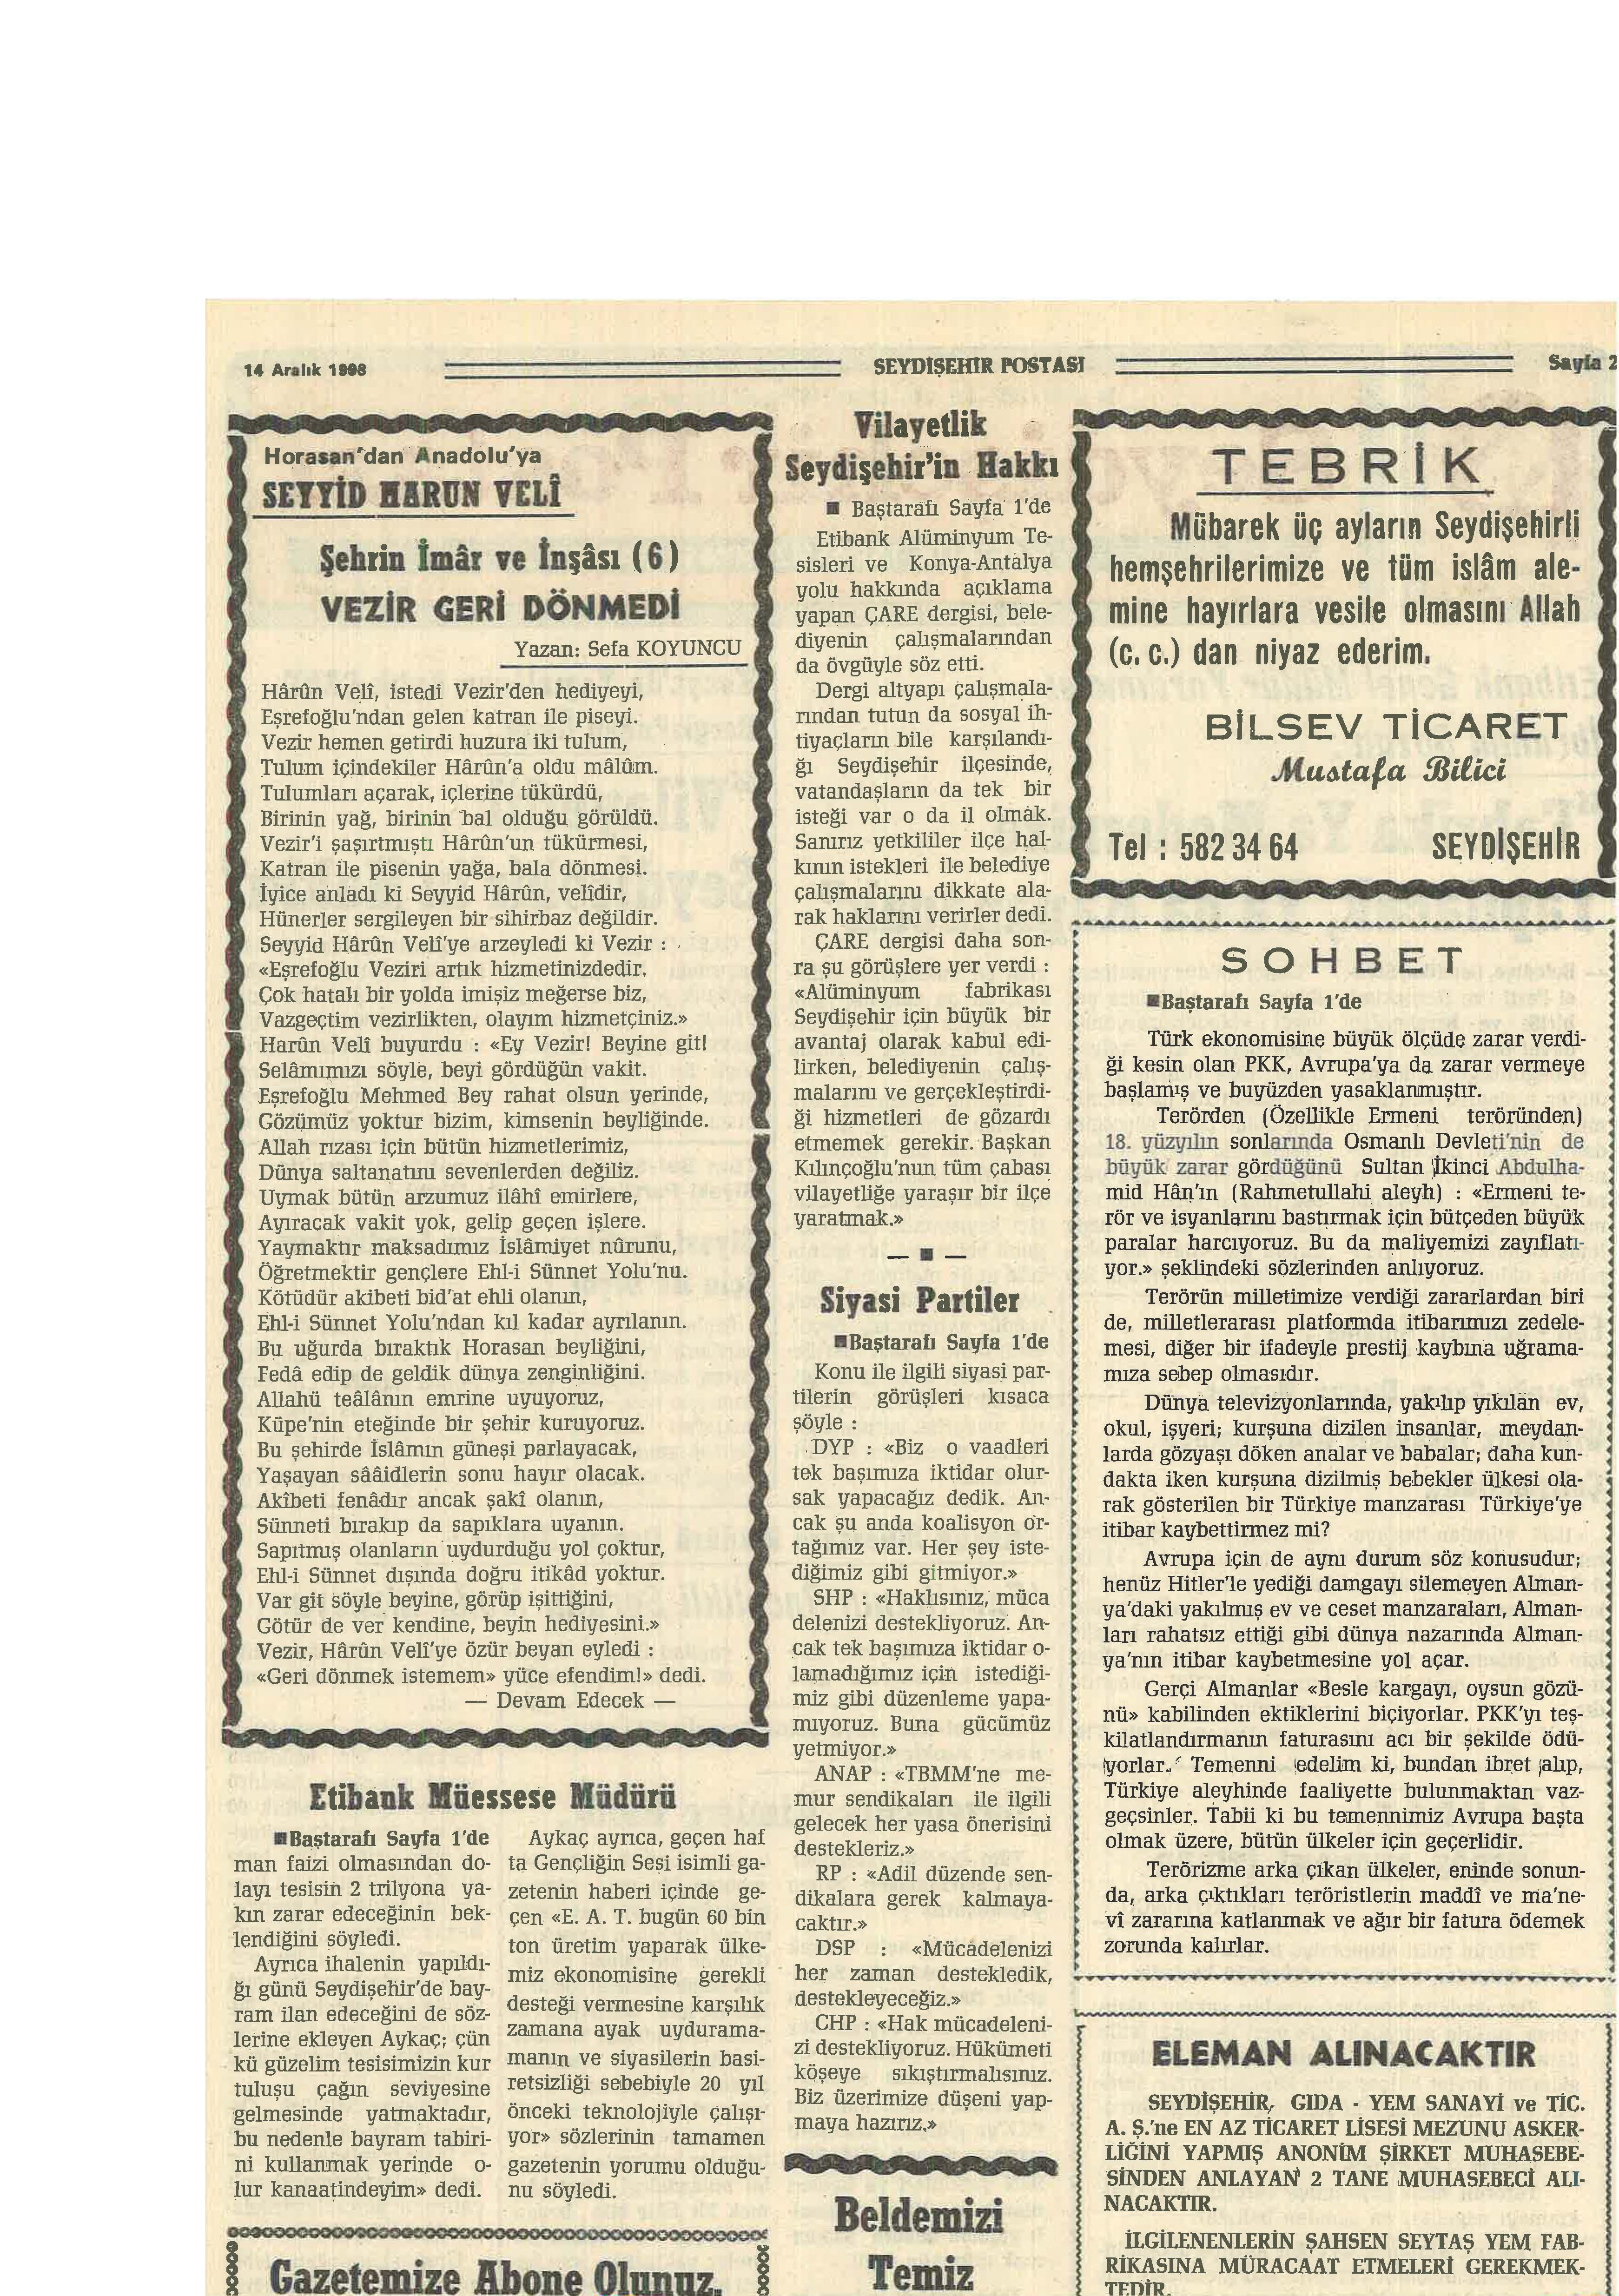 14 Aralık 1993
SEYDİŞEHİR POSTASI
Sayfa 2
Horasan'dan Anadolu'ya
SEYYİD HARUN VELÎ
Şehrin İmâr ve İnşâsı (6)
VEZİR GERİ DÖNMEDİ
Yazan: Sefa KOYUNCU
Hârûn Velî, istedi Vezir'den hediyeyi,
Eşrefoğlu'ndan gelen katran ile piseyi.
Vezir hemen getirdi huzura iki tulum,
Tulum içindekiler Hârûn'a oldu mâlûm.
Tulumları açarak, içlerine tükürdü,
Birinin yağ, birinin bal olduğu görüldü.
Vezir'i şaşırtmıştı Hârûn'un tükürmesi,
Katran ile pisenin yağa, bala dönmesi.
İyice anladı ki Seyyid Hârûn, velîdir,
Hünerler sergileyen bir sihirbaz değildir.
Seyyid Hârûn Velî'ye arzeyledi ki Vezir :
«Eşrefoğlu Veziri artık hizmetinizdedir.
Çok hatalı bir yolda imişiz meğerse biz,
Vazgeçtim vezirlikten, olayım hizmetçiniz.»
Harûn Velî buyurdu : «Ey Vezir! Beyine git!
Selâmımızı söyle, beyi gördüğün vakit.
Eşrefoğlu Mehmed Bey rahat olsun yerinde,
Gözümüz yoktur bizim, kimsenin beyliğinde.
Allah rızası için bütün hizmetlerimiz,
Dünya saltanatını sevenlerden değiliz.
Uymak bütün arzumuz ilâhî emirlere,
Ayıracak vakit yok, gelip geçen işlere.
Yaymaktır maksadımız İslâmiyet nûrunu,
Öğretmektir gençlere Ehl-i Sünnet Yolu'nu.
Kötüdür akibeti bid'at ehli olanın,
Ehl-i Sünnet Yolu'ndan kıl kadar ayrılanın.
Bu uğurda bıraktık Horasan beyliğini,
Fedâ edip de geldik dünya zenginliğini.
Allahü teâlânın emrine uyuyoruz,
Küpe'nin eteğinde bir şehir kuruyoruz.
Bu şehirde İslâmın güneşi parlayacak,
Yaşayan sââidlerin sonu hayır olacak.
Akîbeti fenâdır ancak şakî olanın,
Sünneti bırakıp da sapıklara uyanın.
Sapıtmış olanların uydurduğu yol çoktur,
Ehl-i Sünnet dışında doğru itikâd yoktur.
Var git söyle beyine, görüp işittiğini,
Götür de ver kendine, beyin hediyesini.»
Vezir, Hârûn Velî'ye özür beyan eyledi :
«Geri dönmek istemem» yüce efendim!» dedi.
— Devam Edecek —
Etibank Müessese Müdürü
■Baştarafı Sayfa 1'de
man faizi olmasından do-
layı tesisin 2 trilyona ya-
kın zarar edeceğinin bek-
lendiğini söyledi.
Ayrıca ihalenin yapıldı-
ğı günü Seydişehir'de bay-
ram ilan edeceğini de söz-
lerine ekleyen Aykaç; çün
kü güzelim tesisimizin kur
tuluşu çağın seviyesine
gelmesinde yatmaktadır,
bu nedenle bayram tabiri-
ni kullanmak yerinde o-
lur kanaatindeyim» dedi.
Aykaç ayrıca, geçen haf
ta Gençliğin Sesi isimli ga-
zetenin haberi içinde ge-
çen «E. A. T. bugün 60 bin
ton üretim yaparak ülke-
miz ekonomisine gerekli
desteği vermesine karşılık
zamana ayak uydurama-
manın ve siyasilerin basi-
retsizliği sebebiyle 20 yıl
önceki teknolojiyle çalışı-
yor» sözlerinin tamamen
gazetenin yorumu olduğu-
nu söyledi.
Gazetemize Abone Olunuz.
Vilayetlik
Seydişehir'in Hakkı
■ Baştarafı Sayfa 1'de
Etibank Alüminyum Te-
sisleri ve Konya-Antalya
yolu hakkında açıklama
yapan ÇARE dergisi, bele-
diyenin çalışmalarından
da övgüyle söz etti.
Dergi altyapı çalışmala-
rından tutun da sosyal ih-
tiyaçların bile karşılandı-
ğı Seydişehir ilçesinde,
vatandaşların da tek bir
isteği var o da il olmak.
Sanırız yetkililer ilçe hal-
kının istekleri ile belediye
çalışmalarını dikkate ala-
rak haklarını verirler dedi.
ÇARE dergisi daha son-
ra şu görüşlere yer verdi :
«Alüminyum fabrikası
Seydişehir için büyük bir
avantaj olarak kabul edi-
lirken, belediyenin çalış-
malarını ve gerçekleştirdi-
ği hizmetleri de gözardı
etmemek gerekir. Başkan
Kılınçoğlu'nun tüm çabası
vilayetliğe yaraşır bir ilçe
yaratmak.»
— ■ —
Siyasi Partiler
■Baştarafı Sayfa 1'de
Konu ile ilgili siyasi par-
tilerin görüşleri kısaca
şöyle :
DYP : «Biz o vaadleri
tek başımıza iktidar olur-
sak yapacağız dedik. An-
cak şu anda koalisyon or-
tağımız var. Her şey iste-
diğimiz gibi gitmiyor.»
SHP : «Haklısınız, müca
delenizi destekliyoruz. An-
cak tek başımıza iktidar o-
lamadığımız için istediği-
miz gibi düzenleme yapa-
mıyoruz. Buna gücümüz
yetmiyor.»
ANAP : «TBMM'ne me-
mur sendikaları ile ilgili
gelecek her yasa önerisini
destekleriz.»
RP : «Adil düzende sen-
dikalara gerek kalmaya-
caktır.»
DSP : «Mücadelenizi
her zaman destekledik,
destekleyeceğiz.»
CHP : «Hak mücadeleni-
zi destekliyoruz. Hükümeti
köşeye sıkıştırmalısınız.
Biz üzerimize düşeni yap-
maya hazırız.»
Beldemizi
Temiz
TEBRİK
Mübarek üç ayların Seydişehirli
hemşehrilerimize ve tüm islâm ale-
mine hayırlara vesile olmasını Allah
(c. c.) dan niyaz ederim.
BİLSEV TİCARET
Mustafa Bilici
Tel : 582 34 64 SEYDİŞEHİR
SOHBET
■Baştarafı Sayfa 1'de
Türk ekonomisine büyük ölçüde zarar verdi-
ği kesin olan PKK, Avrupa'ya da zarar vermeye
başlamış ve buyüzden yasaklanmıştır.
Terörden (Özellikle Ermeni teröründen)
18. yüzyılın sonlarında Osmanlı Devleti'nin de
büyük zarar gördüğünü Sultan İkinci Abdulha-
mid Hân'ın (Rahmetullahi aleyh) : «Ermeni te-
rör ve isyanlarını bastırmak için bütçeden büyük
paralar harcıyoruz. Bu da maliyemizi zayıflatı-
yor.» şeklindeki sözlerinden anlıyoruz.
Terörün milletimize verdiği zararlardan biri
de, milletlerarası platformda itibarımızı zedele-
mesi, diğer bir ifadeyle prestij kaybına uğrama-
mıza sebep olmasıdır.
Dünya televizyonlarında, yakılıp yıkılan ev,
okul, işyeri; kurşuna dizilen insanlar, meydan-
larda gözyaşı döken analar ve babalar; daha kun-
dakta iken kurşuna dizilmiş bebekler ülkesi ola-
rak gösterilen bir Türkiye manzarası Türkiye'ye
itibar kaybettirmez mi?
Avrupa için de aynı durum söz konusudur;
henüz Hitler'le yediği damgayı silemeyen Alman-
ya'daki yakılmış ev ve ceset manzaraları, Alman-
ları rahatsız ettiği gibi dünya nazarında Alman-
ya'nın itibar kaybetmesine yol açar.
Gerçi Almanlar «Besle kargayı, oysun gözü-
nü» kabilinden ektiklerini biçiyorlar. PKK'yı teş-
kilatlandırmanın faturasını acı bir şekilde ödü-
yorlar. Temenni edelim ki, bundan ibret alıp,
Türkiye aleyhinde faaliyette bulunmaktan vaz-
geçsinler. Tabii ki bu temennimiz Avrupa başta
olmak üzere, bütün ülkeler için geçerlidir.
Terörizme arka çıkan ülkeler, eninde sonun-
da, arka çıktıkları teröristlerin maddî ve ma'ne-
vî zararına katlanmak ve ağır bir fatura ödemek
zorunda kalırlar.
ELEMAN ALINACAKTIR
SEYDİŞEHİR, GIDA - YEM SANAYİ ve TİC.
A. Ş.'ne EN AZ TİCARET LİSESİ MEZUNU ASKER-
LİĞİNİ YAPMIŞ ANONİM ŞİRKET MUHASEBE-
SİNDEN ANLAYAN 2 TANE MUHASEBECİ ALI-
NACAKTIR.
İLGİLENENLERİN ŞAHSEN SEYTAŞ YEM FAB-
RİKASINA MÜRACAAT ETMELERİ GEREKMEK-
TEDİR.